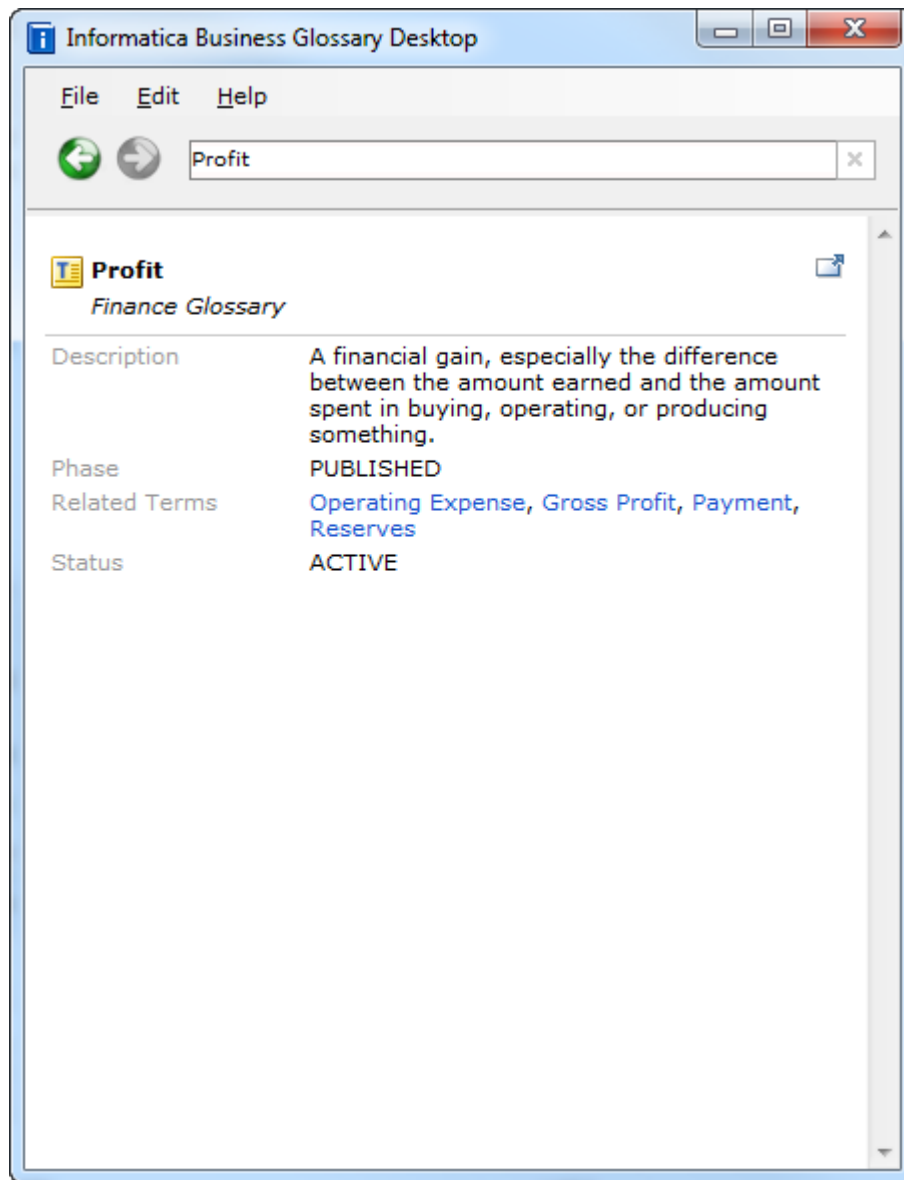 Informatica Business Glossary Desktop
File Edit Help
Profit
Profit
Finance Glossary
Description A financial gain, especially the difference
between the amount earned and the amount
spent in buying, operating, or producing
something.
Phase PUBLISHED
Related Terms Operating Expense, Gross Profit, Payment,
Reserves
Status ACTIVE